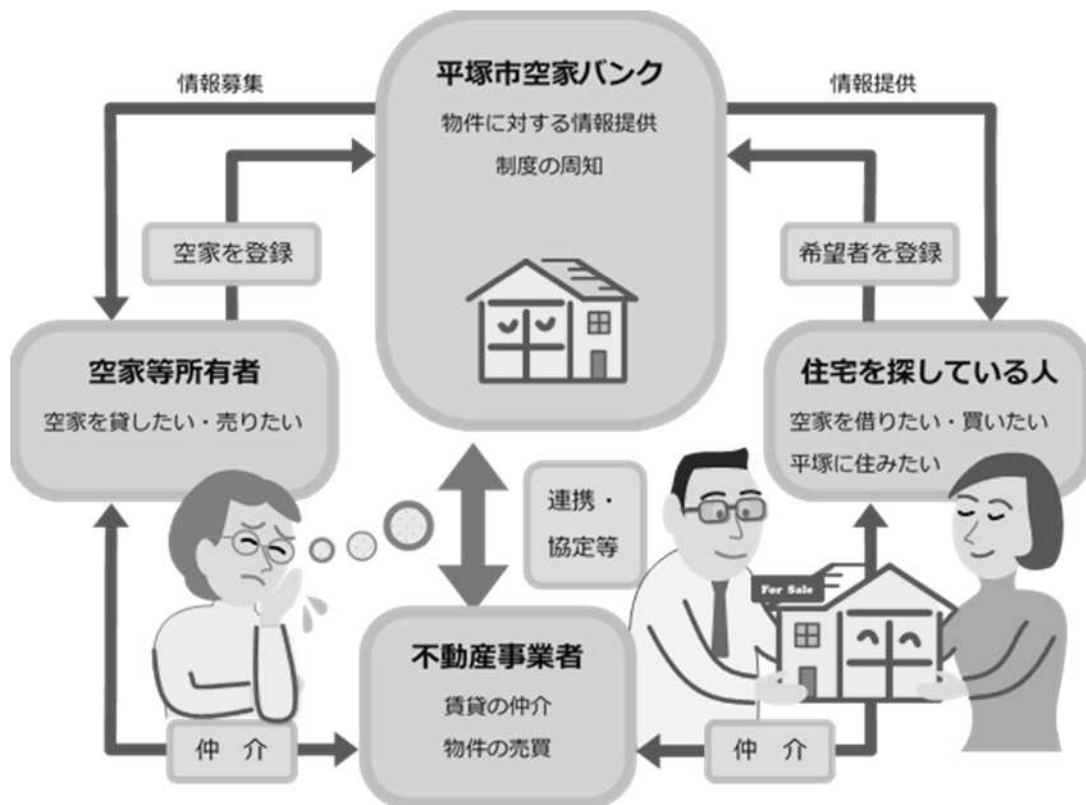 平塚市空家バンク
物件に対する情報提供
制度の周知
情報募集
情報提供
空家を登録
希望者を登録
空家等所有者
空家を貸したい・売りたい
住宅を探している人
空家を借りたい・買いたい
平塚に住みたい
連携・
協定等
For Sale
不動産事業者
賃貸の仲介
物件の売買
仲 介
仲 介